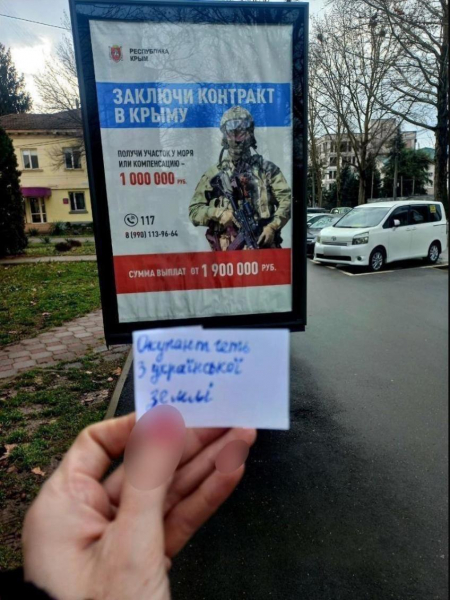 РЕСПУБЛИКА
КРЫМ
ЗАКЛЮЧИ КОНТРАКТ
В КРЫМУ
ПОЛУЧИ УЧАСТОК У МОРЯ
ИЛИ КОМПЕНСАЦИЮ —
1 000 000 РУБ.
117
8 (990) 113-96-64
СУММА ВЫПЛАТ ОТ 1 900 000 РУБ.
Окупант геть
З української
землі